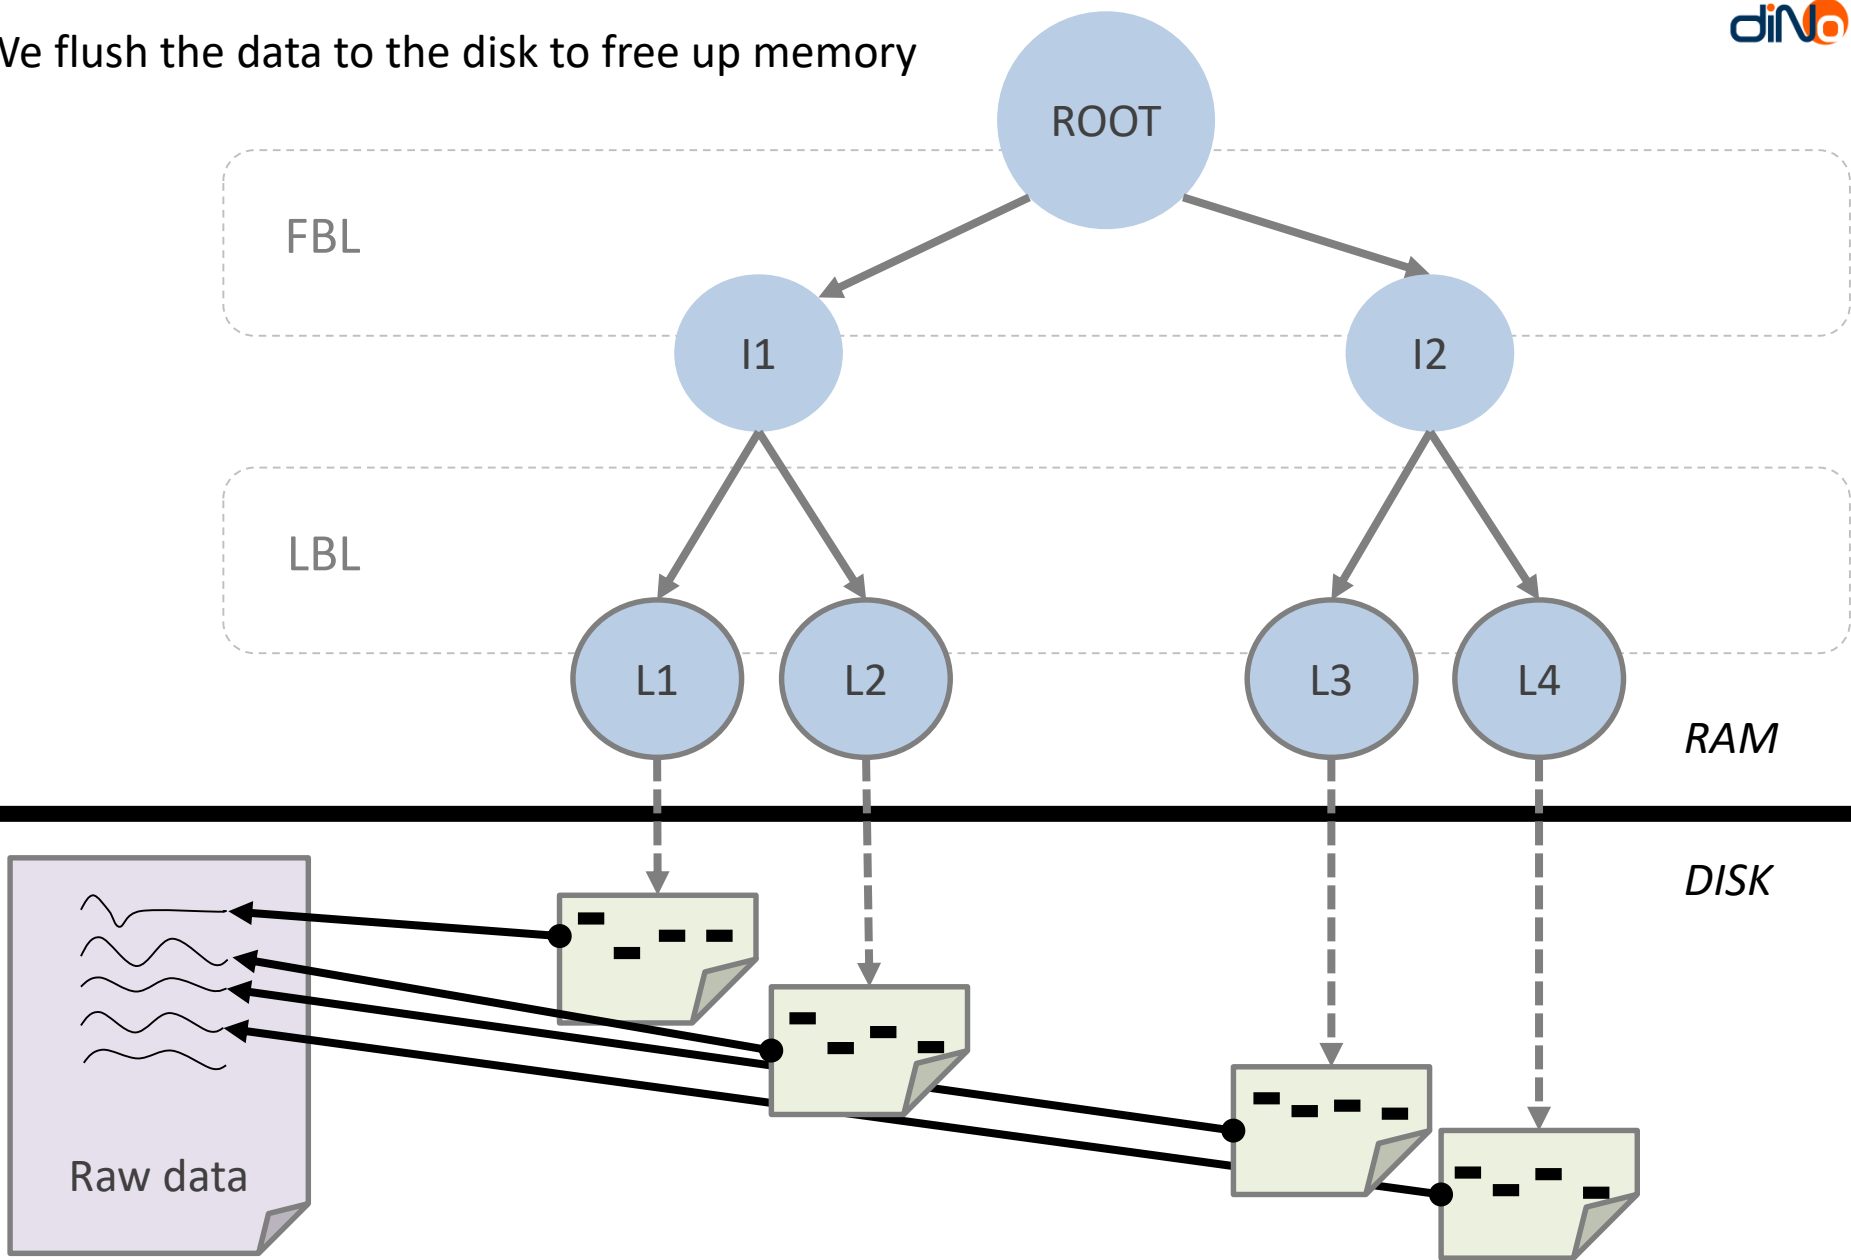 We flush the data to the disk to free up memory
diNo
ROOT
FBL
I1
I2
LBL
L1
L2
L3
L4
RAM
DISK
Raw data